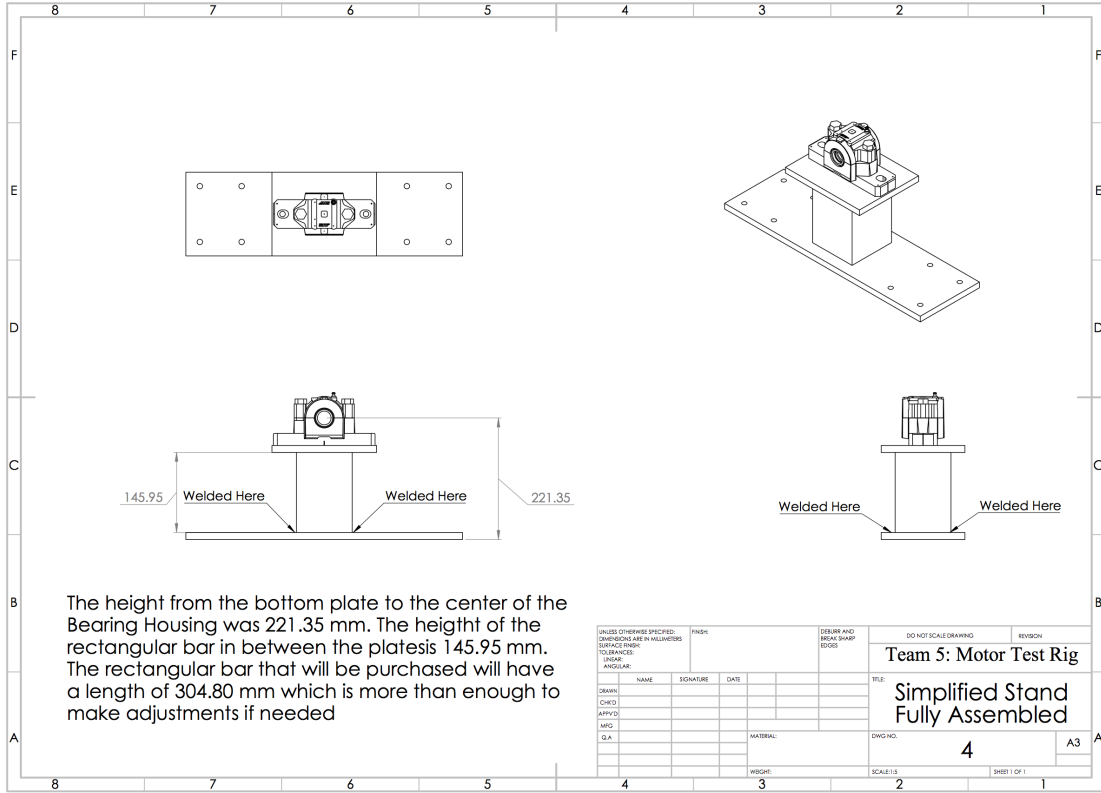 8 7 6 5 4 3 2 1
F F
E E
D D
C C
B B
A A
145.95
Welded Here
Welded Here
221.35
Welded Here
Welded Here
The height from the bottom plate to the center of the
Bearing Housing was 221.35 mm. The heigtht of the
rectangular bar in between the platesis 145.95 mm.
The rectangular bar that will be purchased will have
a length of 304.80 mm which is more than enough to
make adjustments if needed
UNLESS OTHERWISE SPECIFIED:
DIMENSIONS ARE IN MILLIMETERS
SURFACE FINISH:
TOLERANCES:
LINEAR:
ANGULAR:
FINISH:
DEBURR AND
BREAK SHARP
EDGES
DO NOT SCALE DRAWING
REVISION
Team 5: Motor Test Rig
NAME SIGNATURE DATE
DRAWN
CHK'D
APPV'D
MFG
Q.A
TITLE:
Simplified Stand
Fully Assembled
MATERIAL:
DWG NO.
4
A3
WEIGHT:
SCALE:1:5
SHEET 1 OF 1
8 7 6 5 4 3 2 1